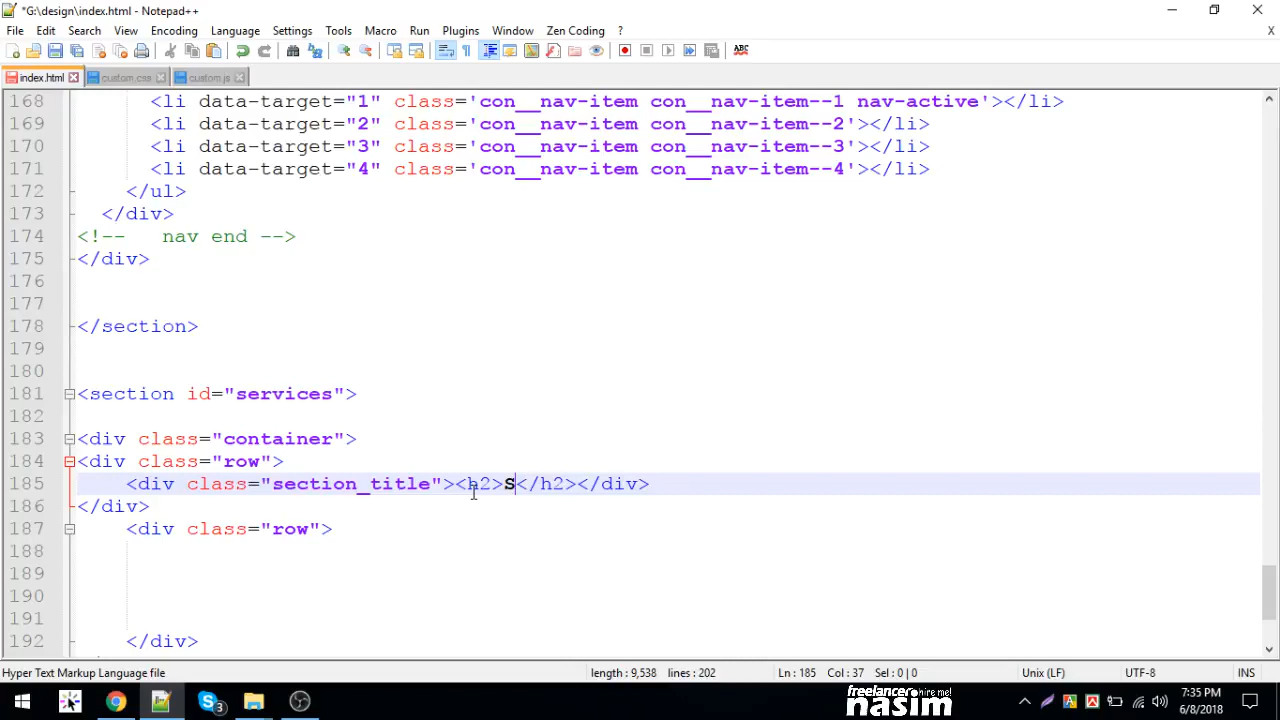 *G:\design\index.html - Notepad++
File Edit Search View Encoding Language Settings Tools Macro Run Plugins Window Zen Coding ? X
index.html custom.css custom.js
168 <li data-target="1" class='con__nav-item con__nav-item--1 nav-active'></li>
169 <li data-target="2" class='con__nav-item con__nav-item--2'></li>
170 <li data-target="3" class='con__nav-item con__nav-item--3'></li>
171 <li data-target="4" class='con__nav-item con__nav-item--4'></li>
172 </ul>
173 </div>
174 <!-- nav end -->
175 </div>
176
177
178 </section>
179
180
181 <section id="services">
182
183 <div class="container">
184 <div class="row">
185 <div class="section_title"><h2>S</h2></div>
186 </div>
187 <div class="row">
188
189
190
191
192 </div>
Hyper Text Markup Language file length : 9,538 lines : 202 Ln : 185 Col : 37 Sel : 0 | 0 Unix (LF) UTF-8 INS
freelancer hire me!
nasim
7:35 PM
6/8/2018